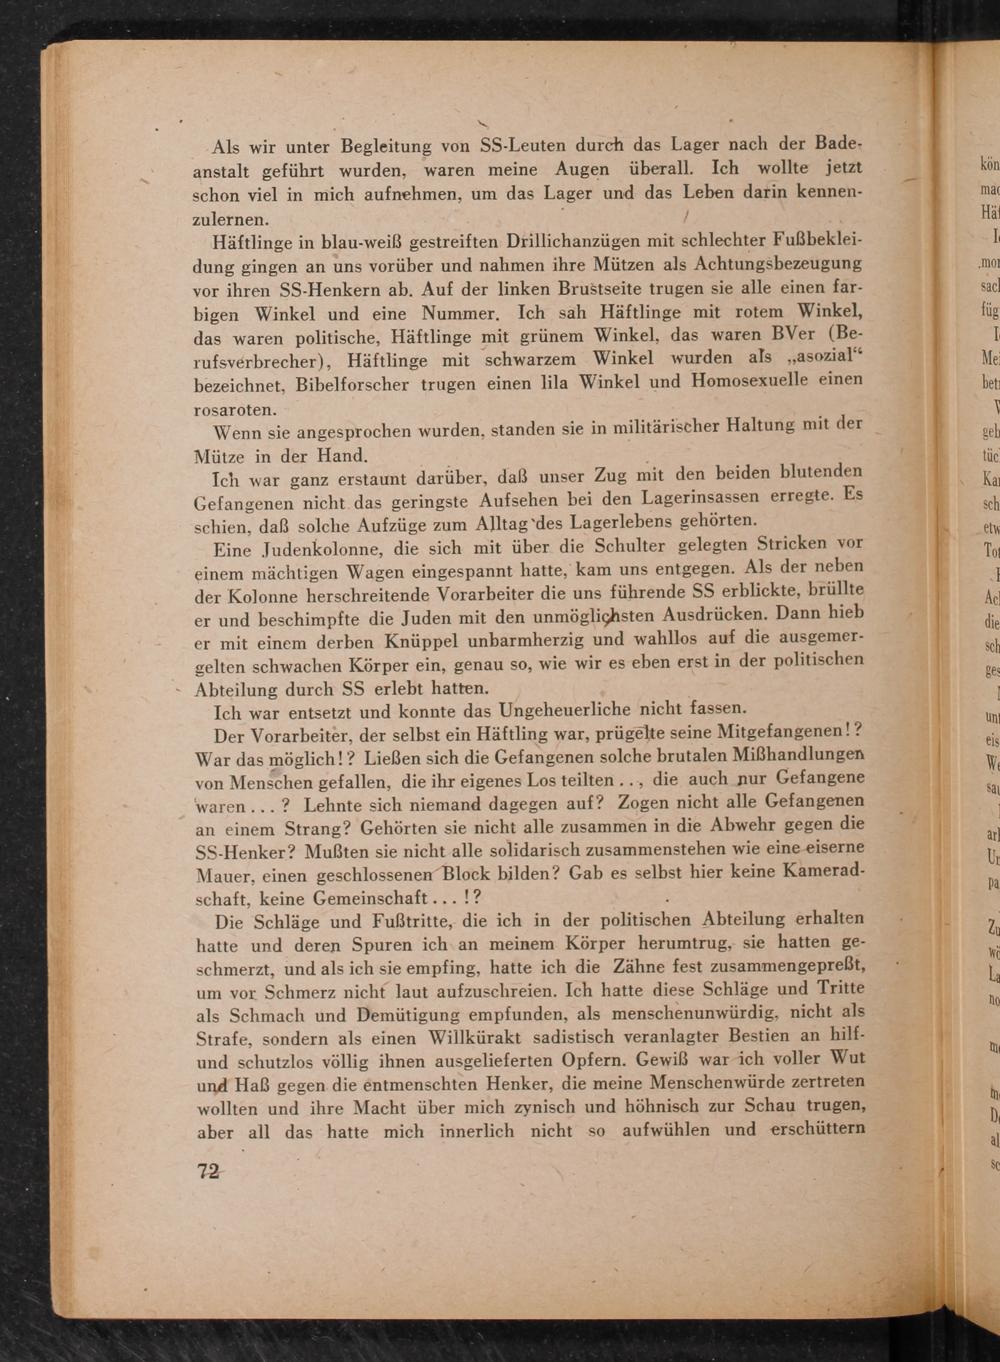 Als wir unter Begleitung von SS-Leuten durch das Lager nach der Bade-
anstalt geführt wurden, waren meine Augen überall. Ich wollte jetzt
schon viel in mich aufnehmen, um das Lager und das Leben darin kennen-
zulernen.
Häftlinge in blau-weiß gestreiften Drillichanzügen mit schlechter Fußbeklei-
dung gingen an uns vorüber und nahmen ihre Mützen als Achtungsbezeugung
vor ihren SS-Henkern ab. Auf der linken Brustseite trugen sie alle einen far-
bigen Winkel und eine Nummer. Ich sah Häftlinge mit rotem Winkel,
das waren politische, Häftlinge mit grünem Winkel, das waren BVer (Be-
rufsverbrecher), Häftlinge mit schwarzem Winkel wurden als „asozial“
bezeichnet, Bibelforscher trugen einen lila Winkel und Homosexuelle einen
rosaroten.
Wenn sie angesprochen wurden, standen sie in militärischer Haltung mit der
Mütze in der Hand.
Ich war ganz erstaunt darüber, daß unser Zug mit den beiden blutenden
Gefangenen nicht das geringste Aufsehen bei den Lagerinsassen erregte. Es
schien, daß solche Aufzüge zum Alltag des Lagerlebens gehörten.
Eine Judenkolonne, die sich mit über die Schulter gelegten Stricken vor
einem mächtigen Wagen eingespannt hatte, kam uns entgegen. Als der neben
der Kolonne herschreitende Vorarbeiter die uns führende SS erblickte, brüllte
er und beschimpfte die Juden mit den unmöglichsten Ausdrücken. Dann hieb
er mit einem derben Knüppel unbarmherzig und wahllos auf die ausgemer-
gelten schwachen Körper ein, genau so, wie wir es eben erst in der politischen
Abteilung durch SS erlebt hatten.
Ich war entsetzt und konnte das Ungeheuerliche nicht fassen.
Der Vorarbeiter, der selbst ein Häftling war, prügelte seine Mitgefangenen!?
War das möglich!? Ließen sich die Gefangenen solche brutalen Mißhandlungen
von Menschen gefallen, die ihr eigenes Los teilten . . , die auch nur Gefangene
waren . . . ? Lehnte sich niemand dagegen auf? Zogen nicht alle Gefangenen
an einem Strang? Gehörten sie nicht alle zusammen in die Abwehr gegen die
SS-Henker? Mußten sie nicht alle solidarisch zusammenstehen wie eine eiserne
Mauer, einen geschlossenen Block bilden? Gab es selbst hier keine Kamerad-
schaft, keine Gemeinschaft . . . !?
Die Schläge und Fußtritte, die ich in der politischen Abteilung erhalten
hatte und deren Spuren ich an meinem Körper herumtrug, sie hatten ge-
schmerzt, und als ich sie empfing, hatte ich die Zähne fest zusammengepreßt,
um vor Schmerz nicht laut aufzuschreien. Ich hatte diese Schläge und Tritte
als Schmach und Demütigung empfunden, als menschenunwürdig, nicht als
Strafe, sondern als einen Willkürakt sadistisch veranlagter Bestien an hilf-
und schutzlos völlig ihnen ausgelieferten Opfern. Gewiß war ich voller Wut
und Haß gegen die entmenschten Henker, die meine Menschenwürde zertreten
wollten und ihre Macht über mich zynisch und höhnisch zur Schau trugen,
aber all das hatte mich innerlich nicht so aufwühlen und erschüttern
72